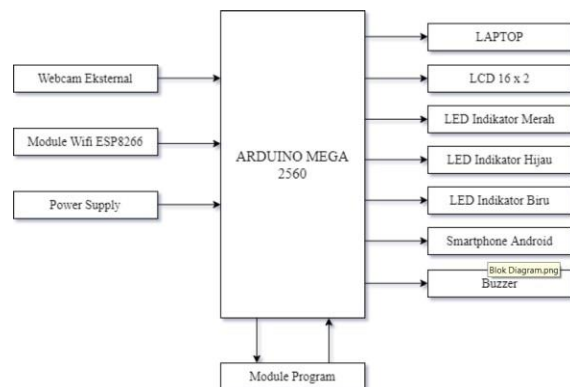 Webcam Eksternal
Module Wifi ESP8266
Power Supply
ARDUINO MEGA
2560
LAPTOP
LCD 16 x 2
LED Indikator Merah
LED Indikator Hijau
LED Indikator Biru
Smartphone Android
Blok Diagram.png
Buzzer
Module Program